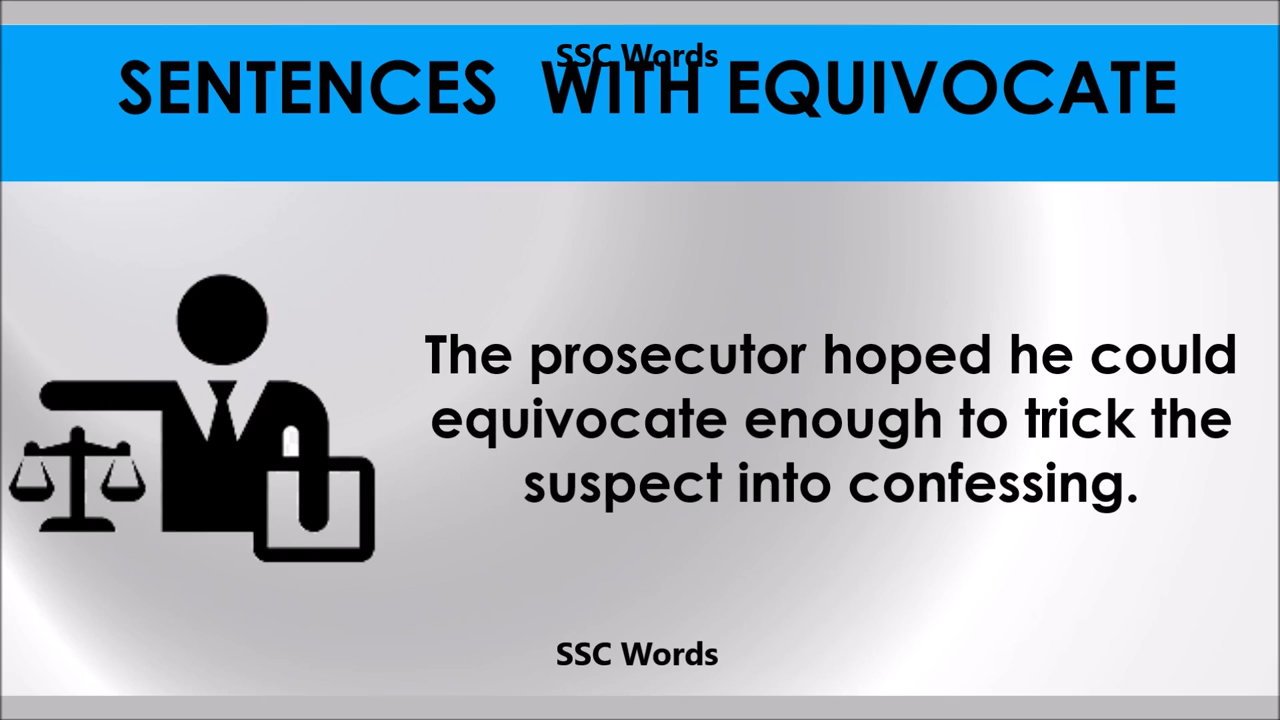 SSC Words
SENTENCES WITH EQUIVOCATE
The prosecutor hoped he could
equivocate enough to trick the
suspect into confessing.
SSC Words